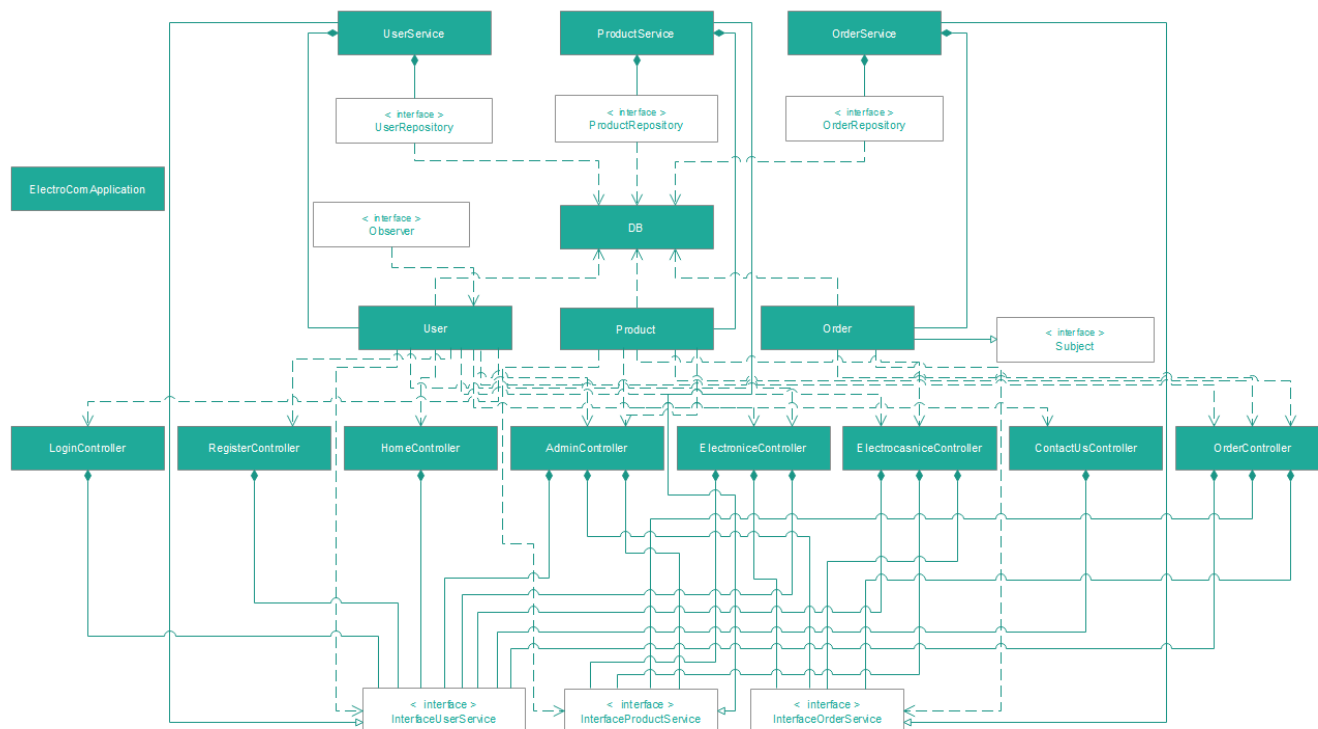 UserService
ProductService
OrderService
< interface >
UserRepository
< interface >
ProductRepository
< interface >
OrderRepository
ElectroComApplication
< interface >
Observer
DB
User
Product
Order
< interface >
Subject
LoginController
RegisterController
HomeController
AdminController
ElectroniceController
ElectrocasniceController
ContactUsController
OrderController
< interface >
InterfaceUserService
< interface >
InterfaceProductService
< interface >
InterfaceOrderService